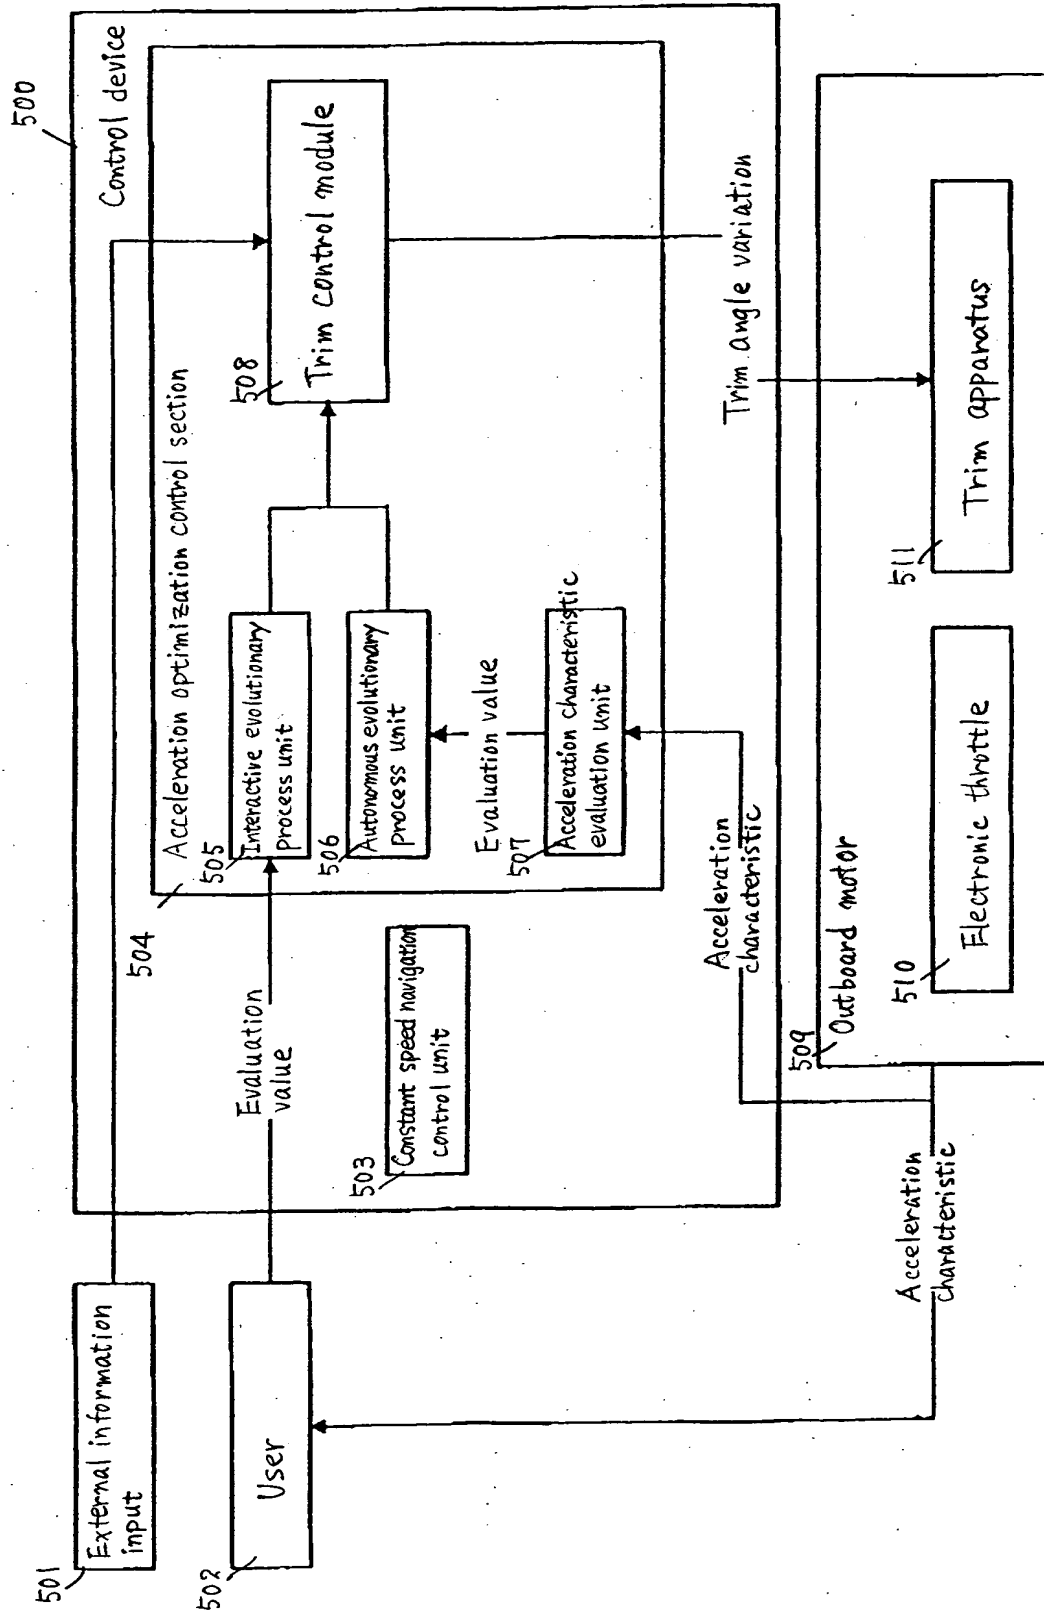 500
Control device
501
External information
input
502
User
504
Acceleration optimization control section
Evaluation
value
505
Interactive evolutionary
process unit
506
Autonomous evolutionary
process unit
Evaluation value
507
Acceleration characteristic
evaluation unit
508
Trim control module
503
Constant speed navigation
control unit
Acceleration
characteristic
Trim angle variation
509
Outboard motor
510
Electronic throttle
511
Trim apparatus
Acceleration
characteristic